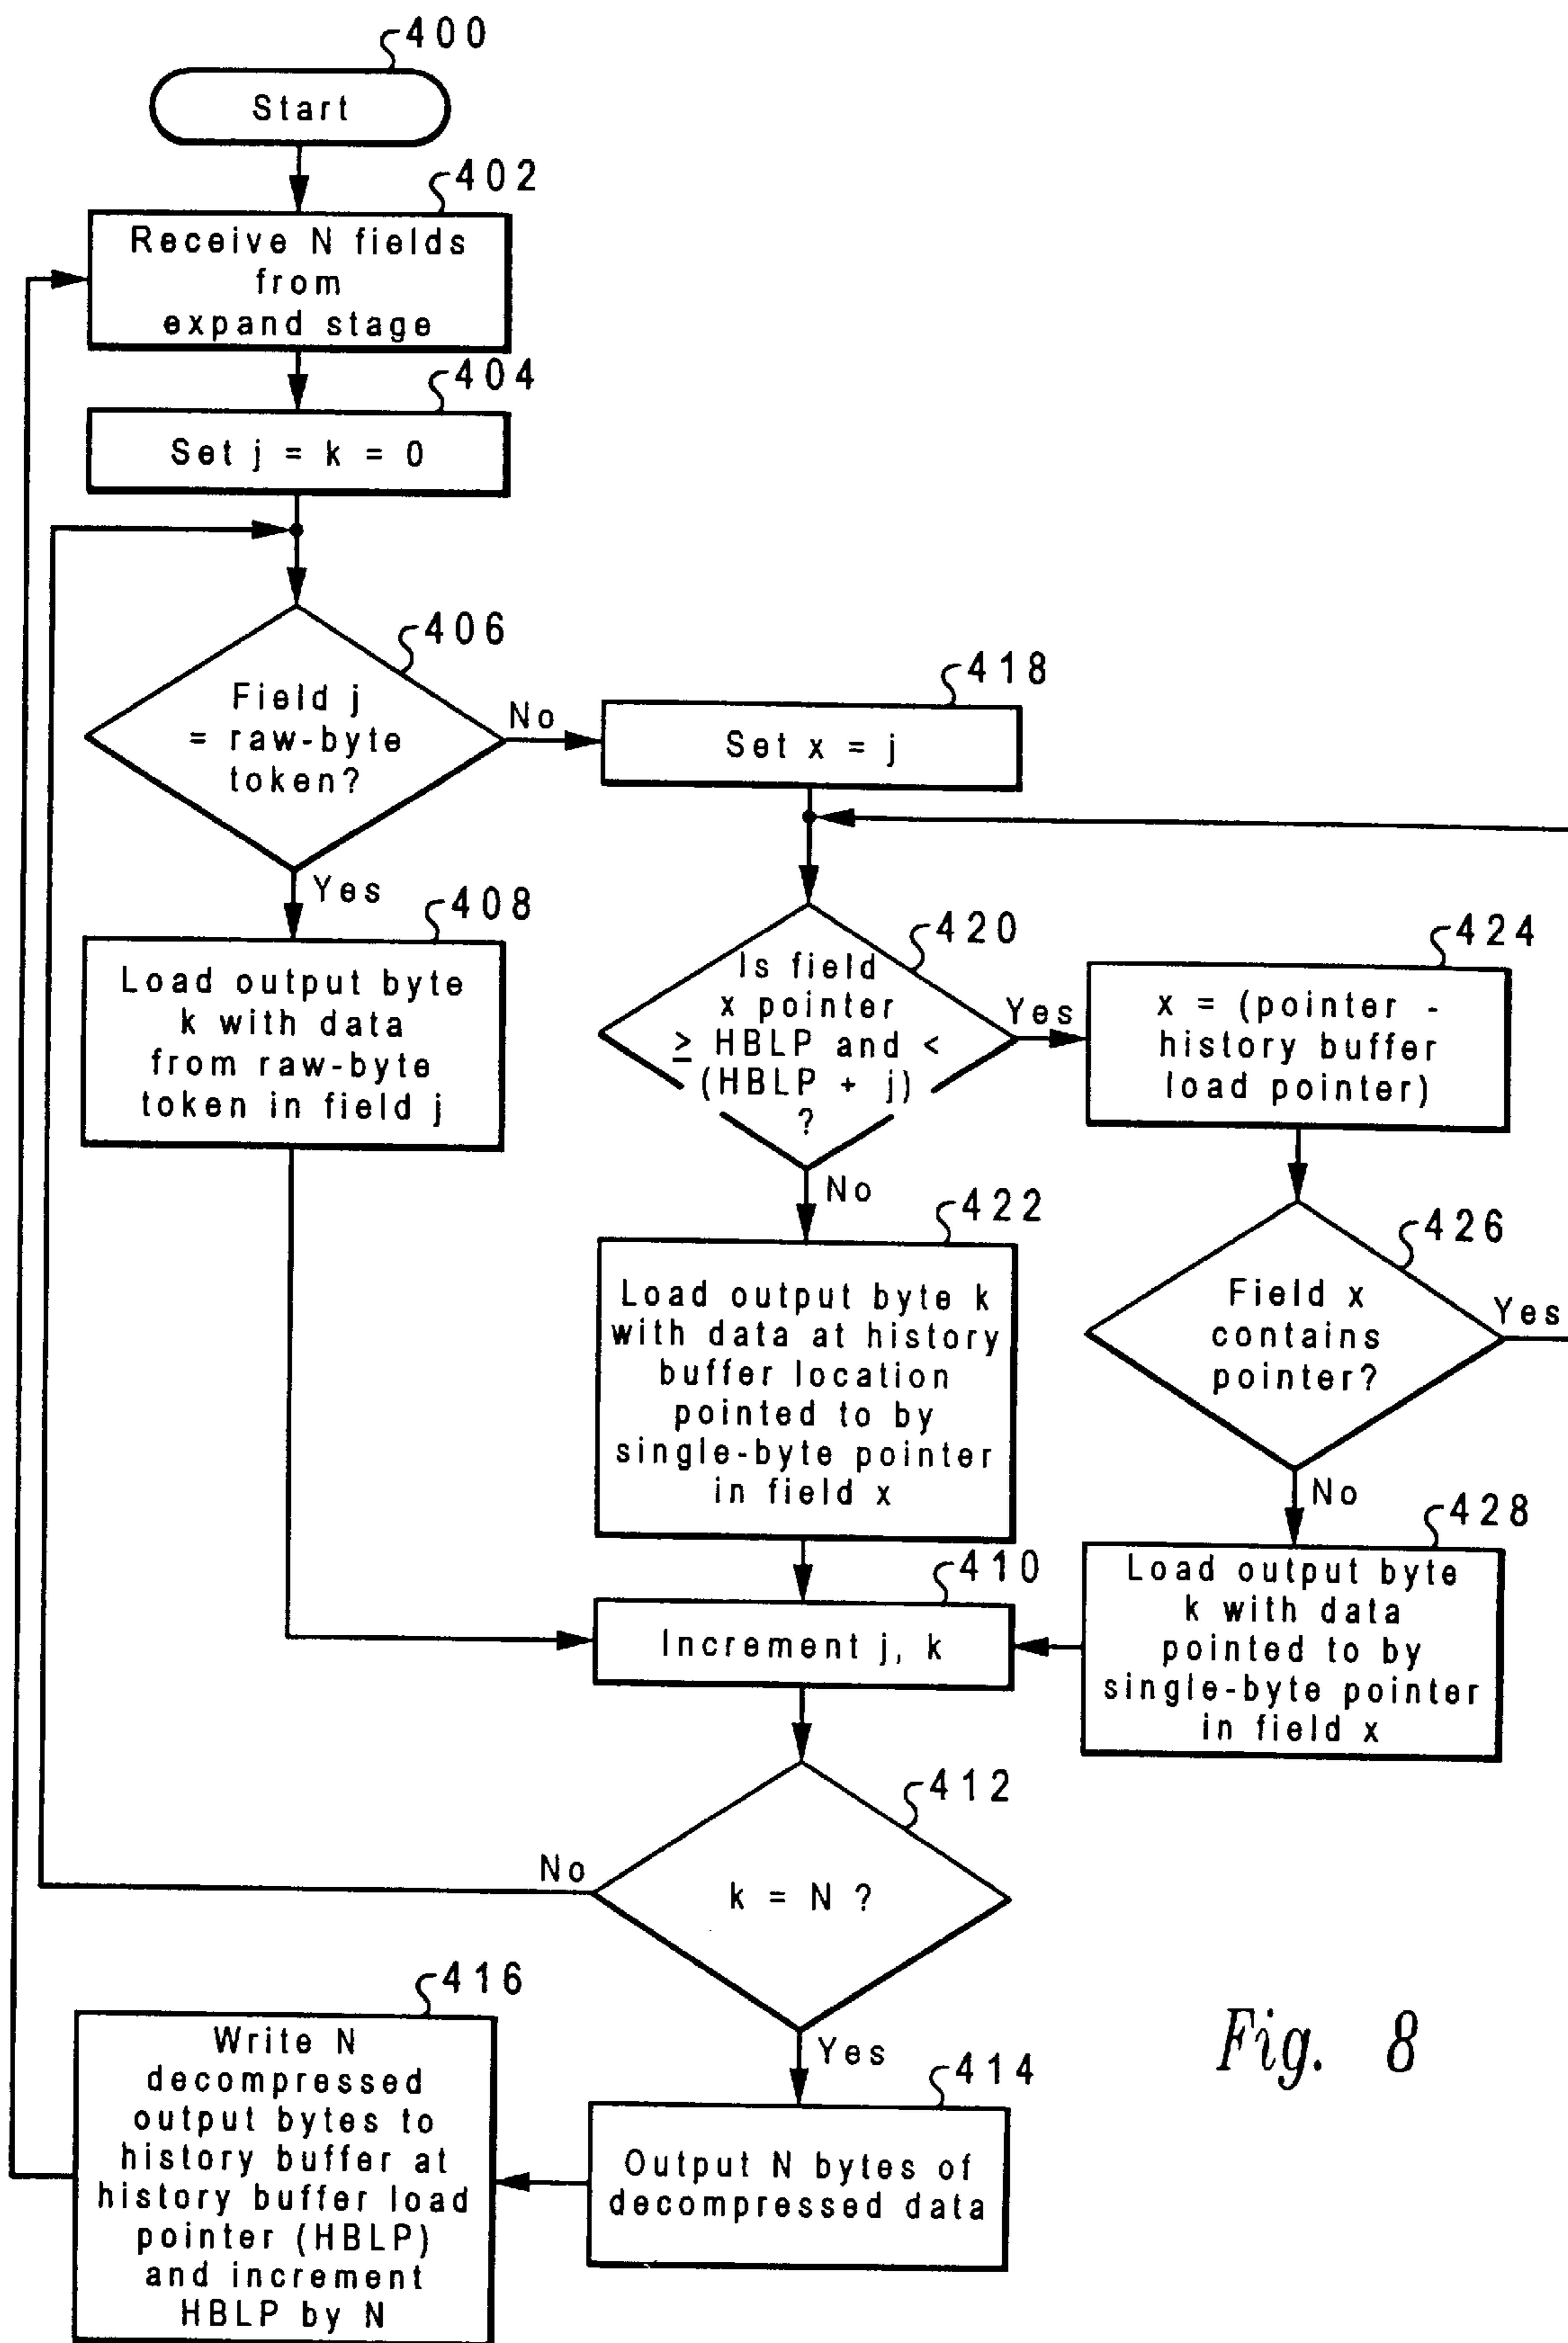 400
Start
402
Receive N fields
from
expand stage
404
Set j = k = 0
406
Field j
= raw-byte
token?
No
Yes
408
Load output byte
k with data
from raw-byte
token in field j
418
Set x = j
420
Is field
x pointer
≥ HBLP and <
(HBLP + j)
?
Yes
No
424
x = (pointer -
history buffer
load pointer)
422
Load output byte k
with data at history
buffer location
pointed to by
single-byte pointer
in field x
426
Field x
contains
pointer?
Yes
No
428
Load output byte
k with data
pointed to by
single-byte pointer
in field x
410
Increment j, k
412
k = N ?
No
Yes
414
Output N bytes of
decompressed data
416
Write N
decompressed
output bytes to
history buffer at
history buffer load
pointer (HBLP)
and increment
HBLP by N
Fig. 8